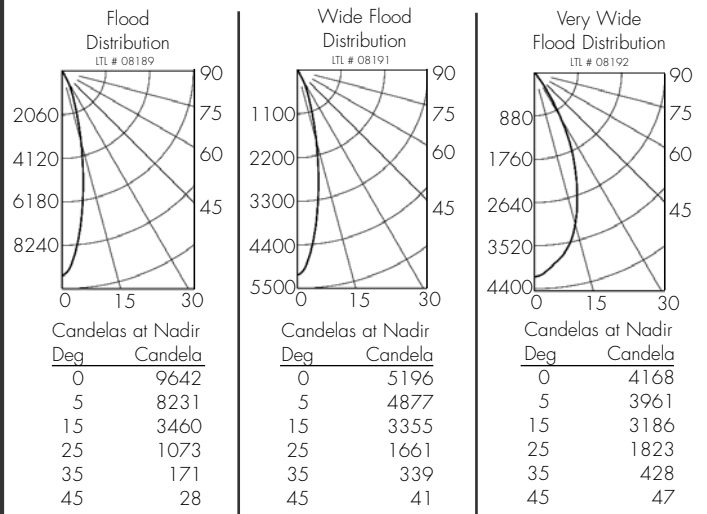 Flood
Distribution
LTL # 08189
90
2060
75
4120
60
6180
45
8240
0 15 30
Candelas at Nadir
Deg Candela
0 9642
5 8231
15 3460
25 1073
35 171
45 28
Wide Flood
Distribution
LTL # 08191
90
1100
75
2200
60
3300
45
4400
5500
0 15 30
Candelas at Nadir
Deg Candela
0 5196
5 4877
15 3355
25 1661
35 339
45 41
Very Wide
Flood Distribution
LTL # 08192
90
880
75
1760
60
2640
45
3520
4400
0 15 30
Candelas at Nadir
Deg Candela
0 4168
5 3961
15 3186
25 1823
35 428
45 47